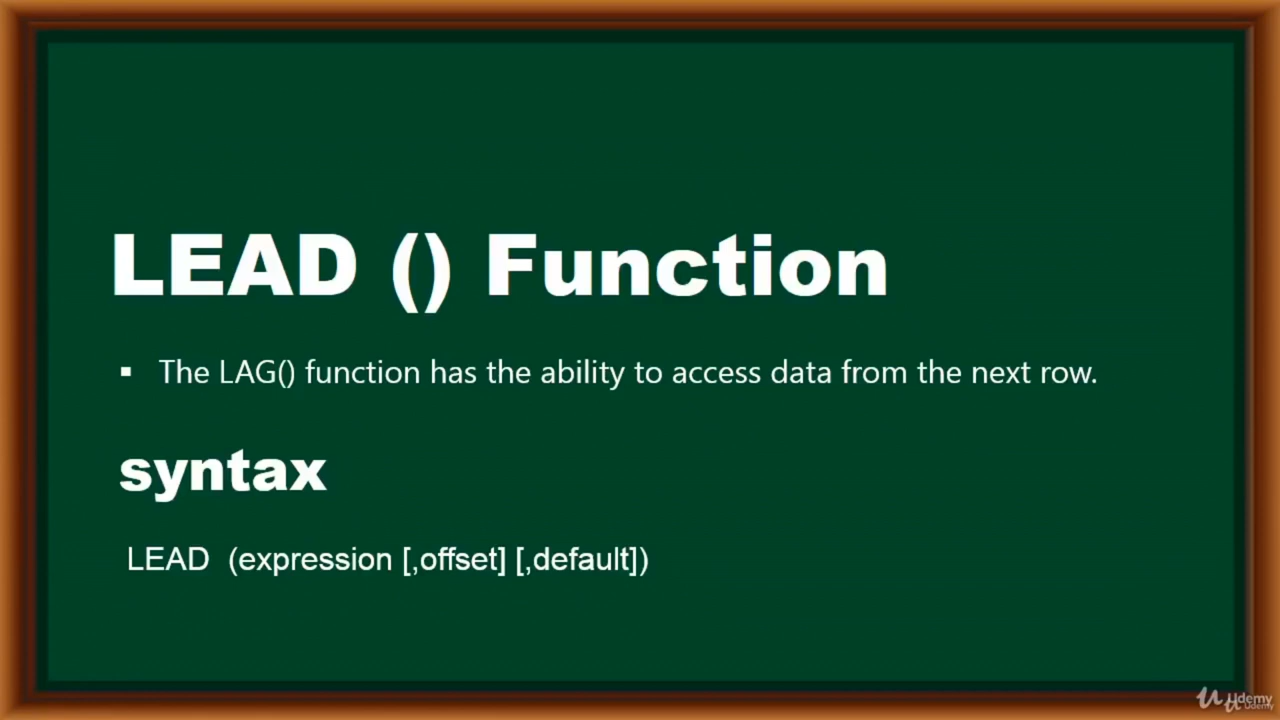 LEAD () Function
▪ The LAG() function has the ability to access data from the next row.
syntax
LEAD (expression [,offset] [,default])
Udemy
Udemy